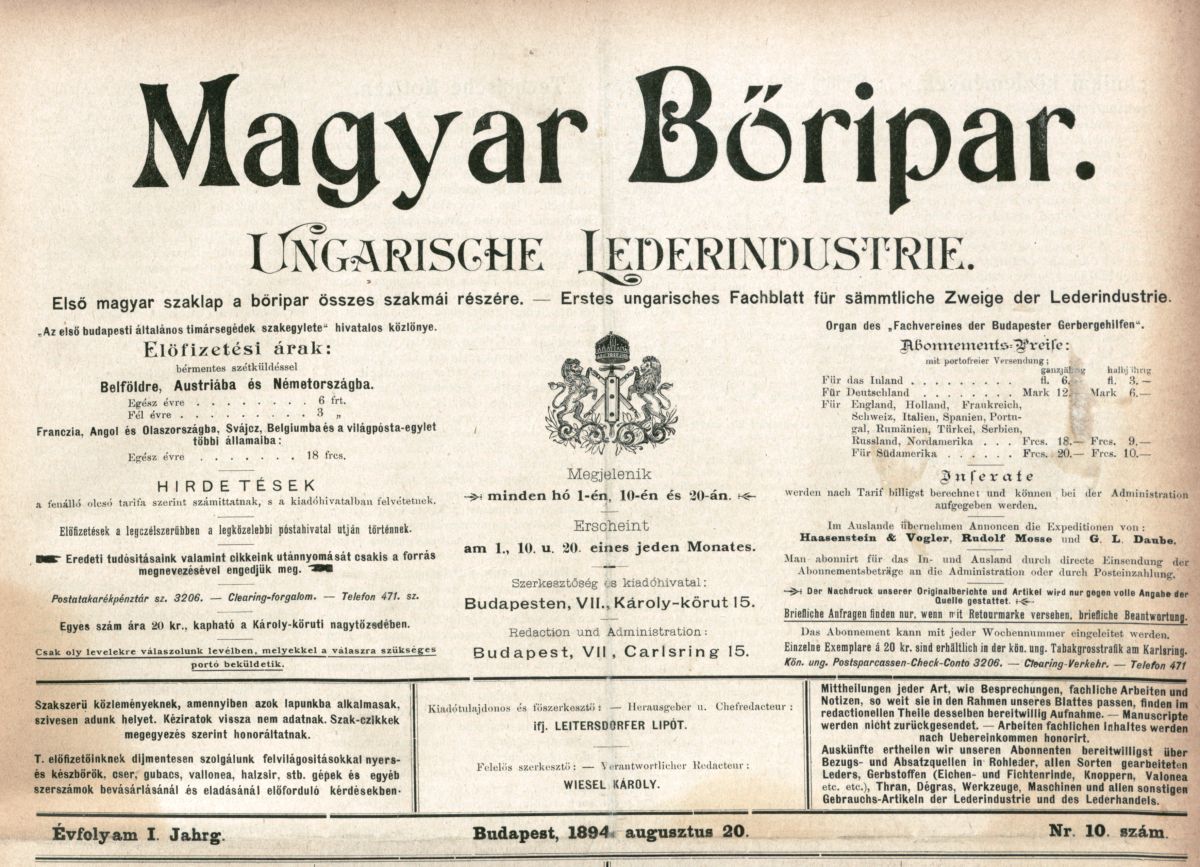 Magyar Bőripar.
UNGARISCHE LEDERINDUSTRIE.
Első magyar szaklap a bőripar összes szakmái részére. — Erstes ungarisches Fachblatt für sämmtliche Zweige der Lederindustrie.
„Az első budapesti általános timársegédek szakegylete“ hivatalos közlönye.
Előfizetési árak:
bérmentes szétküldéssel
Belföldre, Austriába és Németországba.
Egész évre . . . . . . . . 6 frt.
Fél évre . . . . . . . . . 3 „
Franczia, Angol és Olaszországba, Svájcz, Belgiumba és a világpósta-egylet
többi államaiba:
Egész évre . . . . . . . . 18 frcs.
HIRDETÉSEK
a fenálló olcsó tarifa szerint számittatnak, s a kiadóhivatalban felvétetnek.
Előfizetések a legczélszerűbben a legközelebbi póstahivatal utján történnek.
Eredeti tudósitásaink valamint cikkeink utánnyomását csakis a forrás
megnevezésével engedjük meg.
Postatakarékpénztár sz. 3206. — Clearing-forgalom. — Telefon 471. sz.
Egyes szám ára 20 kr., kapható a Károly-köruti nagytőzsdében.
Csak oly levelekre válaszolunk levélben, melyekkel a válaszra szükséges
portó beküldetik.
Megjelenik
minden hó 1-én, 10-én és 20-án.
Erscheint
am 1., 10. u. 20. eines jeden Monates.
Szerkesztőség és kiadóhivatal:
Budapesten, VII., Károly-körut 15.
Redaction und Administration:
Budapest, VII, Carlsring 15.
Organ des „Fachvereines der Budapester Gerbergehilfen“.
Abonnements-Preise:
mit portofreier Versendung;
ganzjährig halbjährig
Für das Inland . . . . . . . . . fl. 6. fl. 3.—
Für Deutschland . . . . . . . . Mark 12. Mark 6.—
Für England, Holland, Frankreich,
Schweiz, Italien, Spanien, Portu-
gal, Rumänien, Türkei, Serbien,
Russland, Nordamerika . . . Frcs. 18.— Frcs. 9.—
Für Südamerika . . . . . . . Frcs. 20.— Frcs. 10.—
Inserate
werden nach Tarif billigst berechnet und können bei der Administration
aufgegeben werden.
Im Auslande übernehmen Annoncen die Expeditionen von:
Haasenstein & Vogler, Rudolf Mosse und G. L. Daube.
Man abonnirt für das In- und Ausland durch directe Einsendung der
Abonnementsbeträge an die Administration oder durch Posteinzahlung.
Der Nachdruck unserer Originalberichte und Artikel wird nur gegen volle Angabe der
Quelle gestattet.
Briefliche Anfragen finden nur, wenn mit Retourmarke versehen, briefliche Beantwortung.
Das Abonnement kann mit jeder Wochennummer eingeleitet werden.
Einzelne Exemplare á 20 kr. sind erhältlich in der kön. ung. Tabakgrosstrafik am Karlsring.
Kön. ung. Postsparcassen-Check-Conto 3206. — Clearing-Verkehr. — Telefon 471
Szakszerü közleményeknek, amennyiben azok lapunkba alkalmasak,
szivesen adunk helyet. Kéziratok vissza nem adatnak. Szak-czikkek
megegyezés szerint honoráltatnak.
T. előfizetőinknek dijmentesen szolgálunk felvilágositásokkal nyers-
és készbőrök, cser, gubacs, vallonea, halzsir, stb. gépek és egyéb
szerszámok bevásárlásánál és eladásánál előforduló kérdésekben·
Kiadótulajdonos és főszerkesztő: — Herausgeber u. Chefredacteur:
ifj. LEITERSDORFER LIPÓT.
Felelős szerkesztő: — Verantwortlicher Redacteur:
WIESEL KÁROLY.
Mittheilungen jeder Art, wie Besprechungen, fachliche Arbeiten und
Notizen, so weit sie in den Rahmen unseres Blattes passen, finden im
redactionellen Theile desselben bereitwillig Aufnahme. — Manuscripte
werden nicht zurückgesendet. — Arbeiten fachlichen Inhaltes werden
nach Uebereinkommen honorirt.
Auskünfte ertheilen wir unseren Abonnenten bereitwilligst über
Bezugs- und Absatzquellen in Rohleder, allen Sorten gearbeiteten
Leders, Gerbstoffen (Eichen- und Fichtenrinde, Knoppern, Valonea
etc. etc.), Thran, Dégras, Werkzeuge, Maschinen und allen sonstigen
Gebrauchs-Artikeln der Lederindustrie und des Lederhandels.
Évfolyam I. Jahrg.
Budapest, 1894. augusztus 20.
Nr. 10. szám.